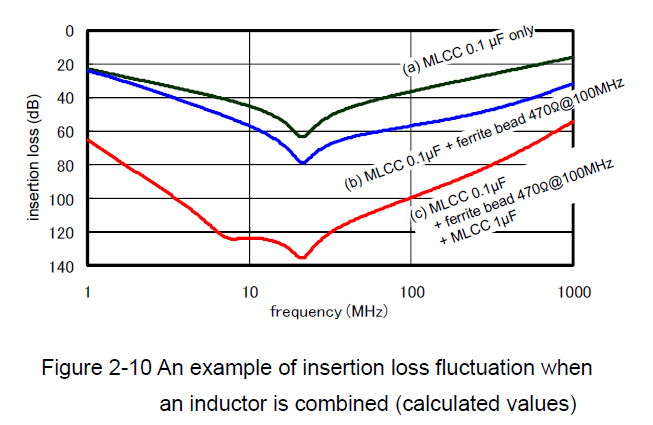 0
20
40
60
80
100
120
140
insertion loss (dB)
1
10
100
1000
frequency (MHz)
(a) MLCC 0.1 μF only
(b) MLCC 0.1μF + ferrite bead 470Ω@100MHz
(c) MLCC 0.1μF
+ ferrite bead 470Ω@100MHz
+ MLCC 1μF
Figure 2-10 An example of insertion loss fluctuation when
an inductor is combined (calculated values)